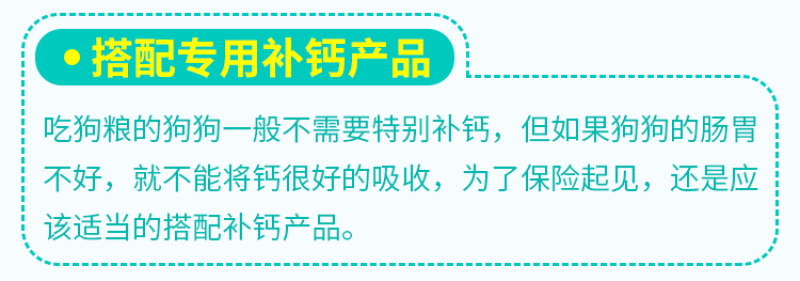 搭配专用补钙产品
吃狗粮的狗狗一般不需要特别补钙，但如果狗狗的肠胃
不好，就不能将钙很好的吸收，为了保险起见，还是应
该适当的搭配补钙产品。